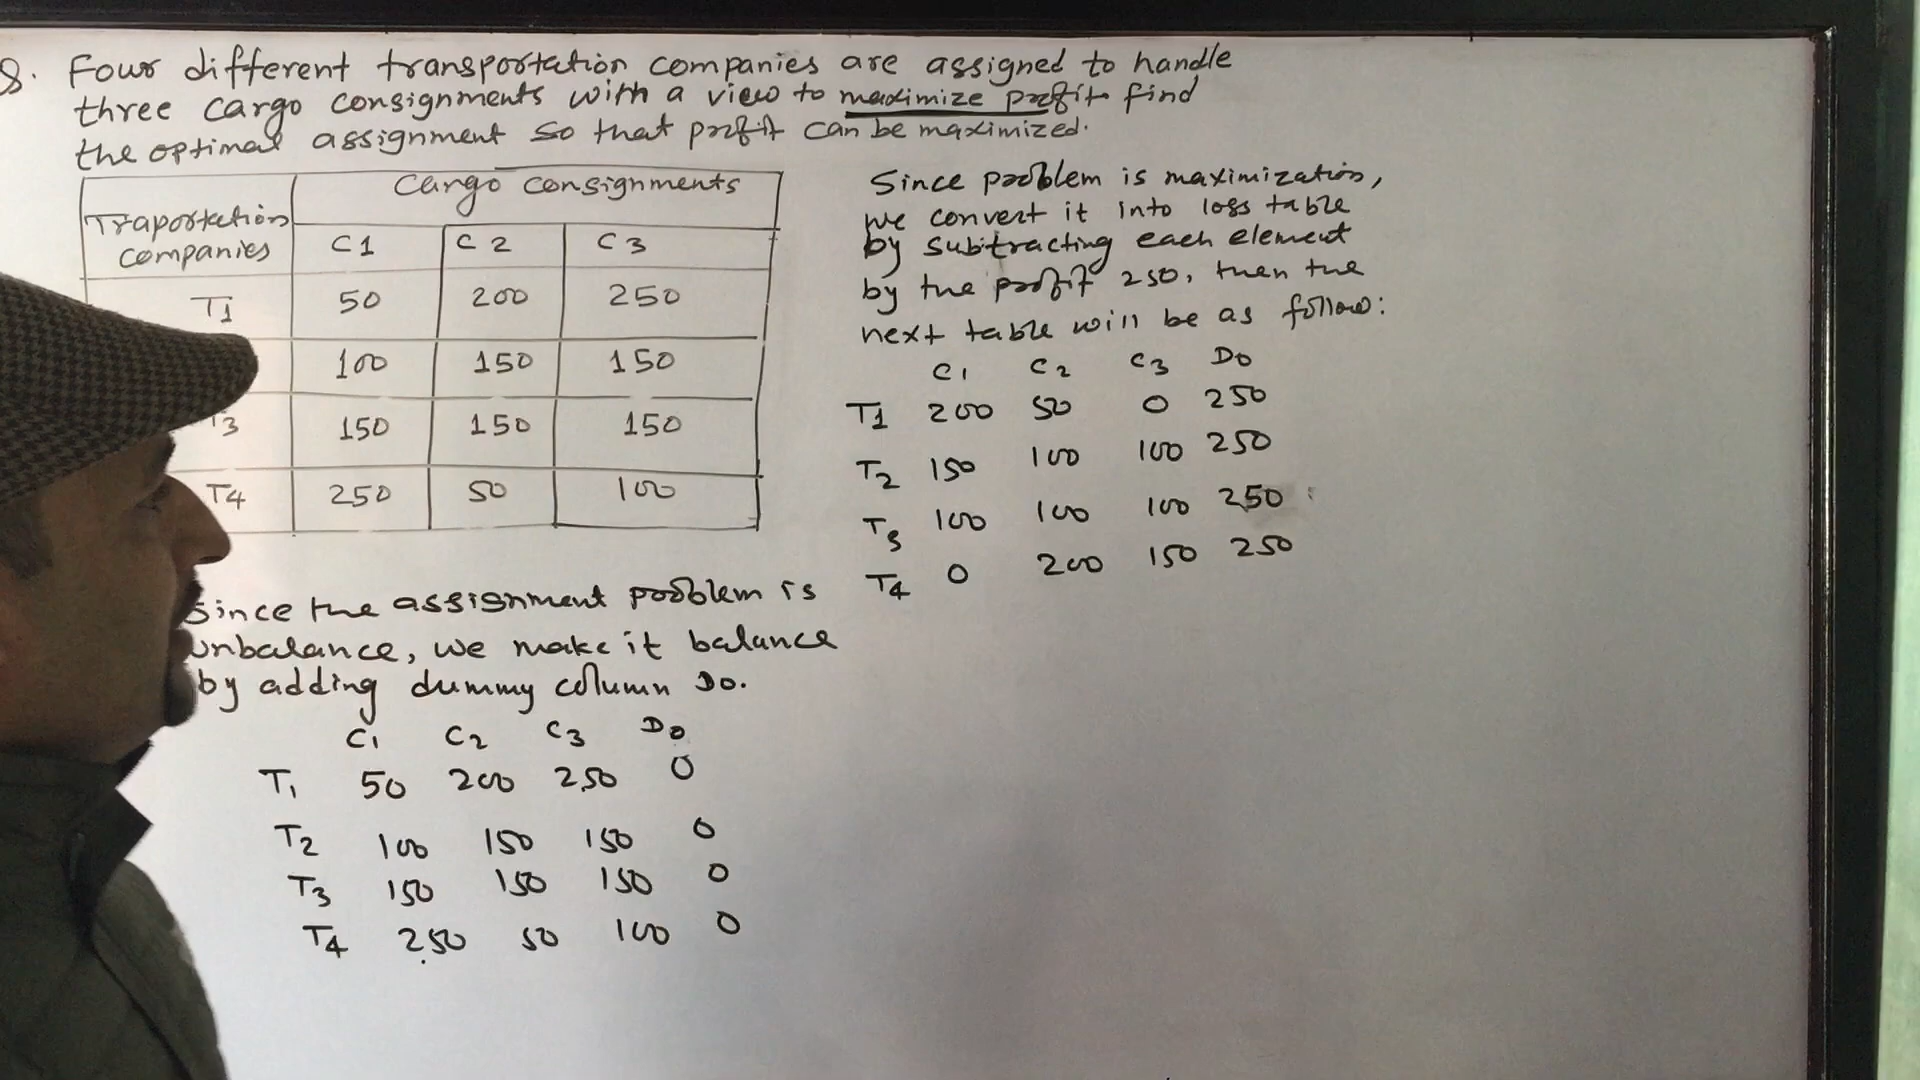 Q. Four different transportation companies are assigned to handle
three cargo consignments with a view to maximize profit find
the optimal assignment so that profit can be maximized.
Traportation companies
Cargo consignments
C1 C2 C3
T1 50 200 250
100 150 150
T3 150 150 150
T4 250 50 100
Since the assignment problem is
unbalance, we make it balance
by adding dummy column Do.
C1 C2 C3 Do
T1 50 200 250 0
T2 100 150 150 0
T3 150 150 150 0
T4 250 50 100 0
Since problem is maximization,
we convert it into loss table
by subtracting each element
by the profit 250, then the
next table will be as follow:
C1 C2 C3 Do
T1 200 50 0 250
T2 150 100 100 250
T3 100 100 100 250
T4 0 200 150 250